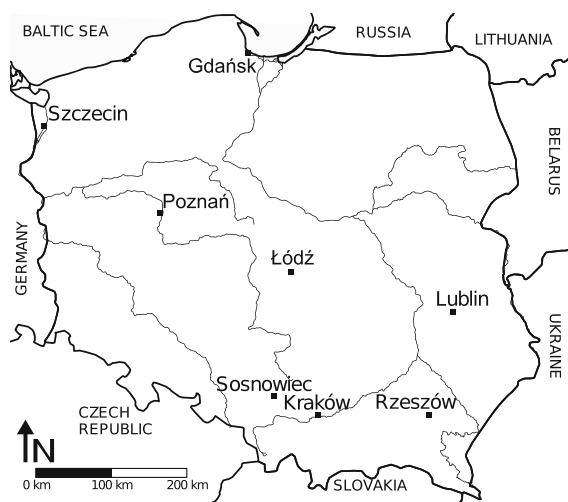 BALTIC SEA
RUSSIA
LITHUANIA
Gdańsk
Szczecin
BELARUS
Poznań
GERMANY
Łódź
Lublin
UKRAINE
Sosnowiec
Kraków
Rzeszów
CZECH
REPUBLIC
N
0 km 100 km 200 km
SLOVAKIA